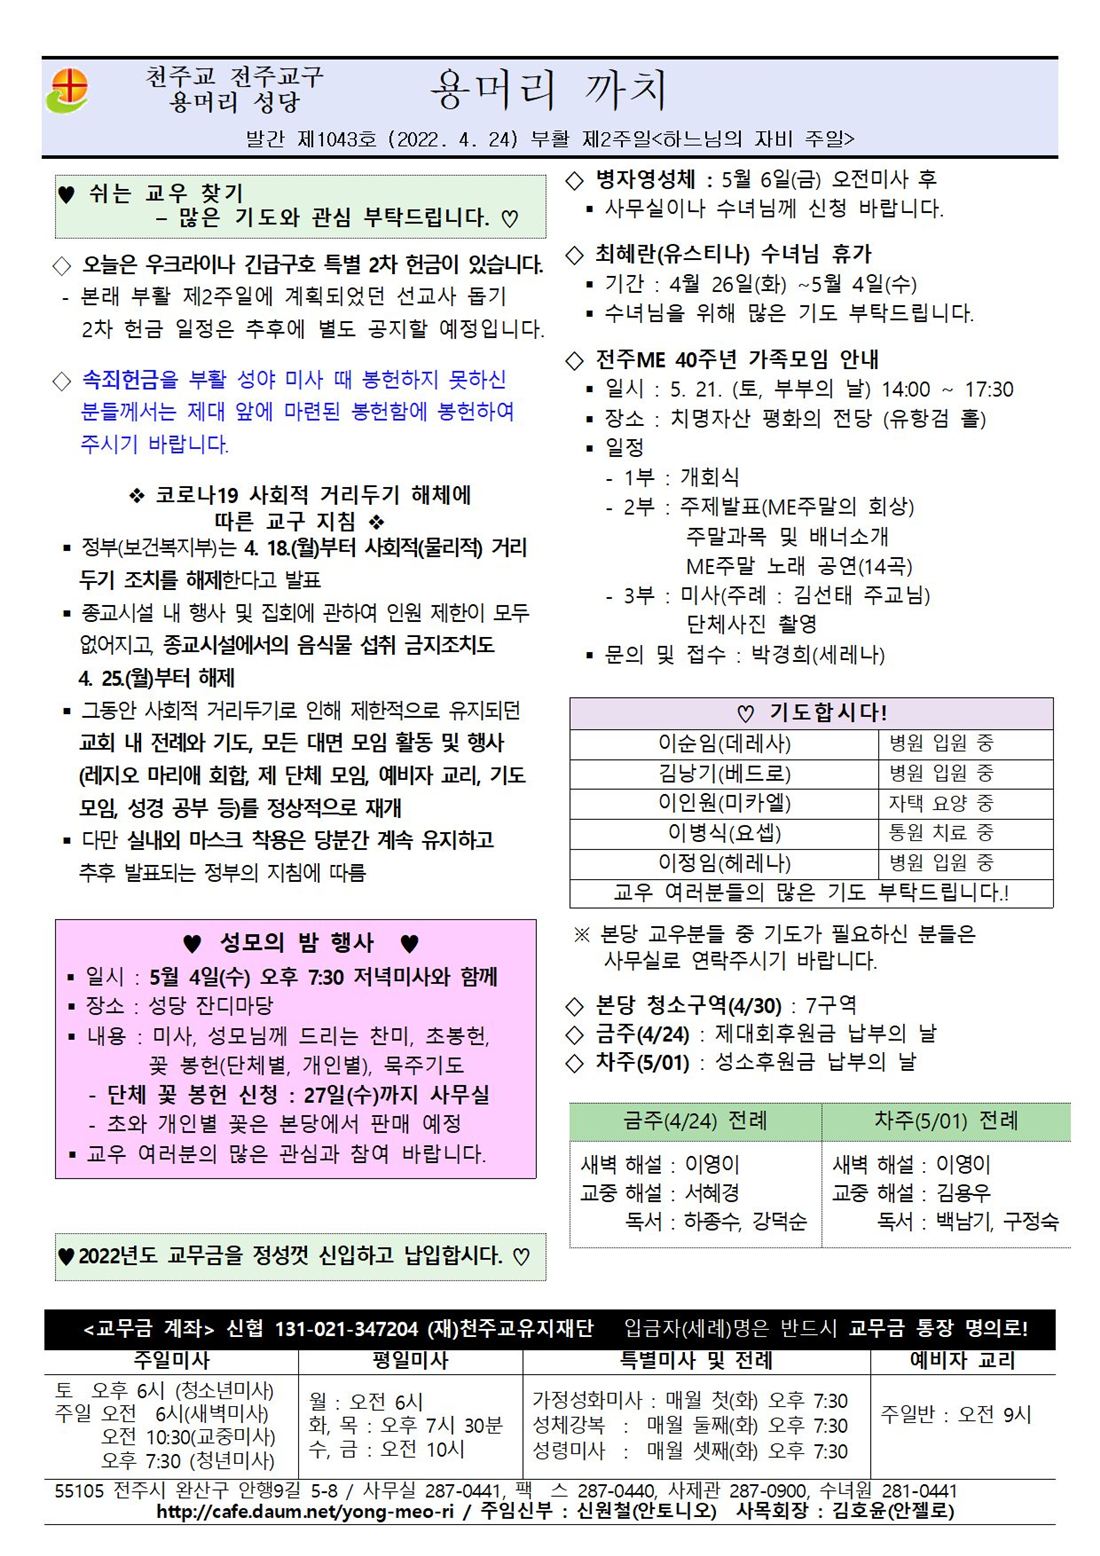 천주교 전주교구
용머리 성당
용머리 까치
발간 제1043호 (2022. 4. 24) 부활 제2주일<하느님의 자비 주일>
♥ 쉬는 교우 찾기
– 많은 기도와 관심 부탁드립니다. ♡
◇ 오늘은 우크라이나 긴급구호 특별 2차 헌금이 있습니다.
- 본래 부활 제2주일에 계획되었던 선교사 돕기
2차 헌금 일정은 추후에 별도 공지할 예정입니다.
◇ 속죄헌금을 부활 성야 미사 때 봉헌하지 못하신
분들께서는 제대 앞에 마련된 봉헌함에 봉헌하여
주시기 바랍니다.
❖ 코로나19 사회적 거리두기 해체에
따른 교구 지침 ❖
▪ 정부(보건복지부)는 4. 18.(월)부터 사회적(물리적) 거리
두기 조치를 해제한다고 발표
▪ 종교시설 내 행사 및 집회에 관하여 인원 제한이 모두
없어지고, 종교시설에서의 음식물 섭취 금지조치도
4. 25.(월)부터 해제
▪ 그동안 사회적 거리두기로 인해 제한적으로 유지되던
교회 내 전례와 기도, 모든 대면 모임 활동 및 행사
(레지오 마리애 회합, 제 단체 모임, 예비자 교리, 기도
모임, 성경 공부 등)를 정상적으로 재개
▪ 다만 실내외 마스크 착용은 당분간 계속 유지하고
추후 발표되는 정부의 지침에 따름
♥ 성모의 밤 행사 ♥
▪ 일시 : 5월 4일(수) 오후 7:30 저녁미사와 함께
▪ 장소 : 성당 잔디마당
▪ 내용 : 미사, 성모님께 드리는 찬미, 초봉헌,
꽃 봉헌(단체별, 개인별), 묵주기도
- 단체 꽃 봉헌 신청 : 27일(수)까지 사무실
- 초와 개인별 꽃은 본당에서 판매 예정
▪ 교우 여러분의 많은 관심과 참여 바랍니다.
♥2022년도 교무금을 정성껏 신입하고 납입합시다. ♡
◇ 병자영성체 : 5월 6일(금) 오전미사 후
▪ 사무실이나 수녀님께 신청 바랍니다.
◇ 최혜란(유스티나) 수녀님 휴가
▪ 기간 : 4월 26일(화) ~5월 4일(수)
▪ 수녀님을 위해 많은 기도 부탁드립니다.
◇ 전주ME 40주년 가족모임 안내
▪ 일시 : 5. 21. (토, 부부의 날) 14:00 ~ 17:30
▪ 장소 : 치명자산 평화의 전당 (유항검 홀)
▪ 일정
- 1부 : 개회식
- 2부 : 주제발표(ME주말의 회상)
주말과목 및 배너소개
ME주말 노래 공연(14곡)
- 3부 : 미사(주례 : 김선태 주교님)
단체사진 촬영
▪ 문의 및 접수 : 박경희(세레나)
♡ 기도합시다!
이순임(데레사) 병원 입원 중
김낭기(베드로) 병원 입원 중
이인원(미카엘) 자택 요양 중
이병식(요셉) 통원 치료 중
이정임(헤레나) 병원 입원 중
교우 여러분들의 많은 기도 부탁드립니다.!
※ 본당 교우분들 중 기도가 필요하신 분들은
사무실로 연락주시기 바랍니다.
◇ 본당 청소구역(4/30) : 7구역
◇ 금주(4/24) : 제대회후원금 납부의 날
◇ 차주(5/01) : 성소후원금 납부의 날
금주(4/24) 전례 차주(5/01) 전례
새벽 해설 : 이영이 새벽 해설 : 이영이
교중 해설 : 서혜경 교중 해설 : 김용우
독서 : 하종수, 강덕순 독서 : 백남기, 구정숙
<교무금 계좌> 신협 131-021-347204 (재)천주교유지재단 입금자(세례)명은 반드시 교무금 통장 명의로!
주일미사 평일미사 특별미사 및 전례 예비자 교리
토 오후 6시 (청소년미사)
주일 오전 6시(새벽미사)
오전 10:30(교중미사)
오후 7:30 (청년미사)
월 : 오전 6시
화, 목 : 오후 7시 30분
수, 금 : 오전 10시
가정성화미사 : 매월 첫(화) 오후 7:30
성체강복 : 매월 둘째(화) 오후 7:30
성령미사 : 매월 셋째(화) 오후 7:30
주일반 : 오전 9시
55105 전주시 완산구 안행9길 5-8 / 사무실 287-0441, 팩 스 287-0440, 사제관 287-0900, 수녀원 281-0441
http://cafe.daum.net/yong-meo-ri / 주임신부 : 신원철(안토니오) 사목회장 : 김호윤(안젤로)